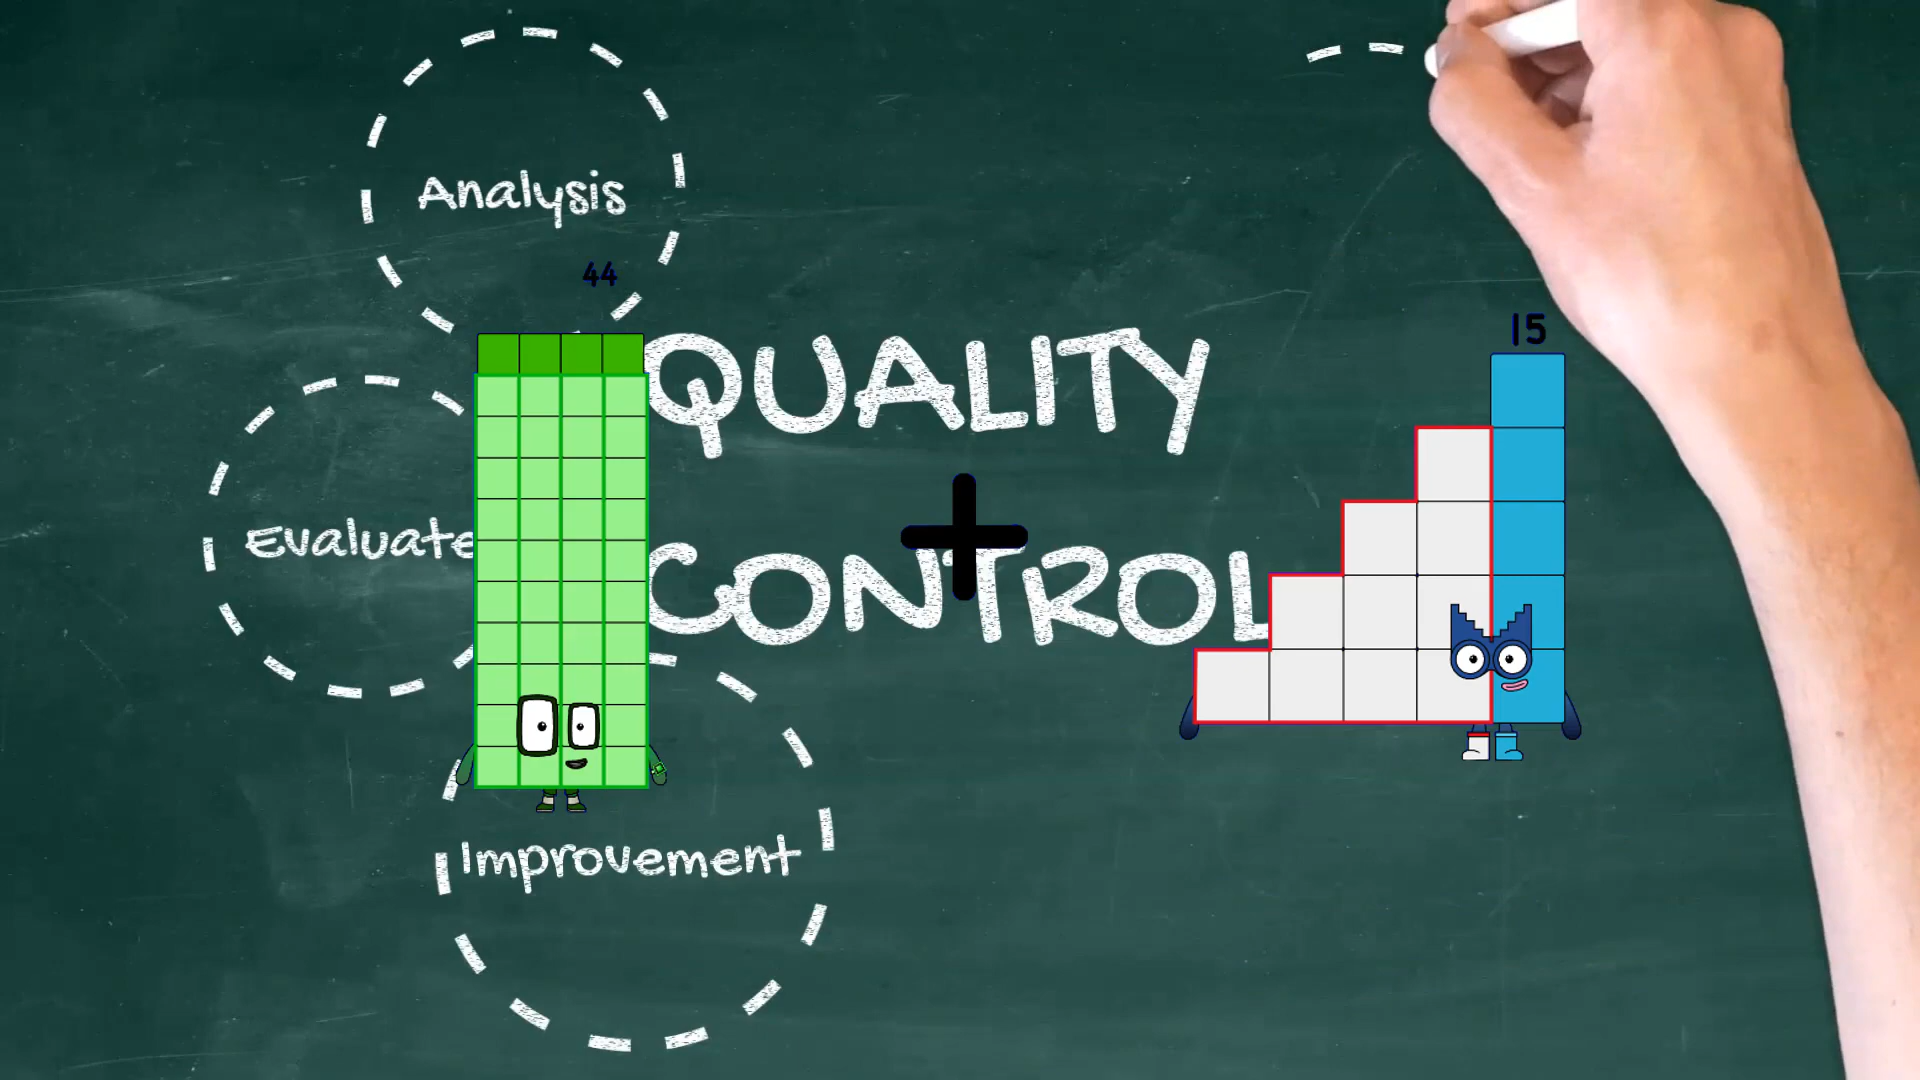 Analysis
44
15
QUALITY
+
Evaluate
CONTROL
Improvement